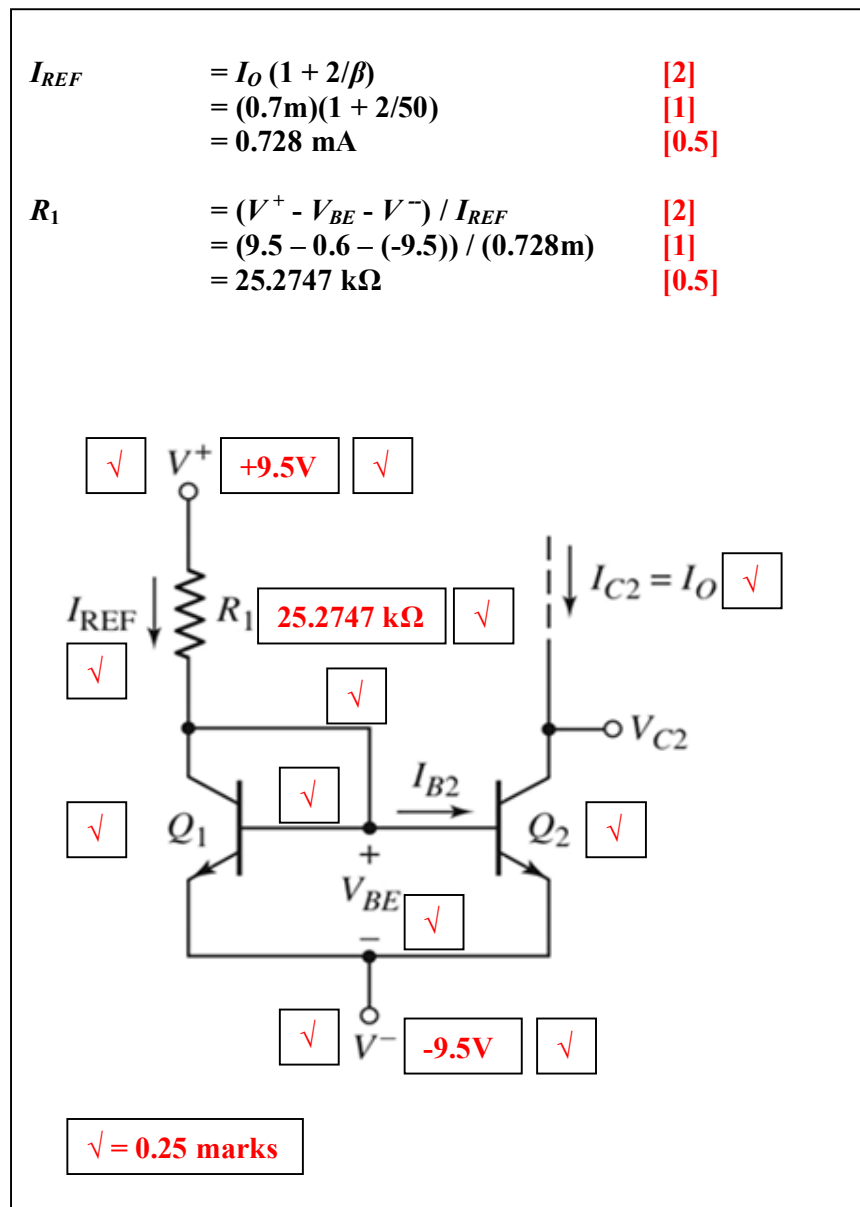 I_REF = I_O (1 + 2/β) [2]
= (0.7m)(1 + 2/50) [1]
= 0.728 mA [0.5]
R_1 = (V^+ - V_BE - V^--) / I_REF [2]
= (9.5 – 0.6 – (-9.5)) / (0.728m) [1]
= 25.2747 kΩ [0.5]
√ V^+ +9.5V √
I_C2 = I_O √
I_REF R_1 25.2747 kΩ √
√ √
V_C2
√ I_B2
√ Q_1 Q_2 √
+
V_BE √
–
√ V^– -9.5V √
√ = 0.25 marks